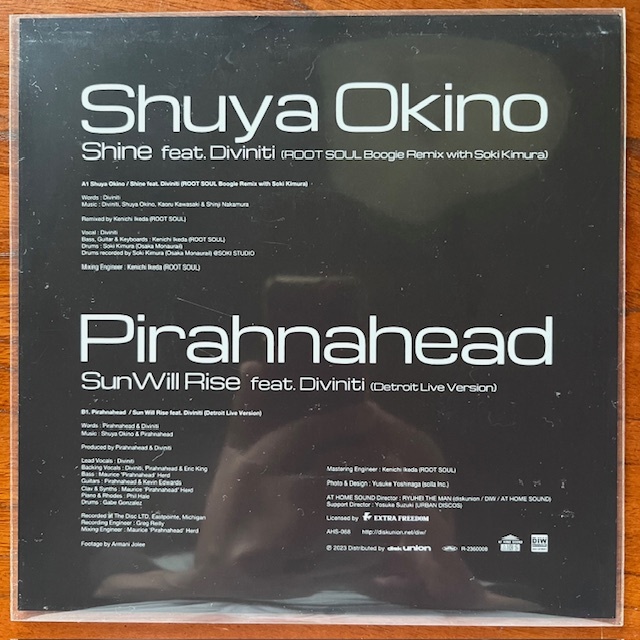 Shuya Okino
Shine feat. Diviniti (ROOT SOUL Boogie Remix with Soki Kimura)
A1 Shuya Okino / Shine feat. Diviniti (ROOT SOUL Boogie Remix with Soki Kimura)
Words : Diviniti
Music : Diviniti, Shuya Okino, Kaoru Kawasaki & Shinji Nakamura
Remixed by Kenichi Ikeda (ROOT SOUL)
Vocal : Diviniti
Bass, Guitar & Keyboards : Kenichi Ikeda (ROOT SOUL)
Drums : Soki Kimura (Osaka Monaurail)
Drums recorded by Soki Kimura (Osaka Monaurail) @SOKI STUDIO
Mixing Engineer : Kenichi Ikeda (ROOT SOUL)
Pirahnahead
Sun Will Rise feat. Diviniti (Detroit Live Version)
B1. Pirahnahead / Sun Will Rise feat. Diviniti (Detroit Live Version)
Words : Pirahnahead & Diviniti
Music : Shuya Okino & Pirahnahead
Produced by Pirahnahead & Diviniti
Lead Vocals : Diviniti
Backing Vocals : Diviniti, Pirahnahead & Eric King
Bass : Maurice "Pirahnahead" Herd
Guitars : Pirahnahead & Kevin Edwards
Clav & Synths : Maurice "Pirahnahead" Herd
Piano & Rhodes : Phil Hale
Drums : Gabe Gonzalez
Recorded at The Disc LTD, Eastpointe, Michigan
Recording Engineer : Greg Reilly
Mixing Engineer : Maurice "Pirahnahead" Herd
Footage by Armani Jolee
Mastering Engineer : Kenichi Ikeda (ROOT SOUL)
Photo & Design : Yusuke Yoshinaga (solla Inc.)
AT HOME SOUND Director : RYUHEI THE MAN (diskunion / DIW / AT HOME SOUND)
Support Director : Yosuke Suzuki (URBAN DISCOS)
Licensed by EXTRA FREEDOM
AHS-068 http://diskunion.net/diw/
℗ 2023 Distributed by disk union R-2360008
AT HOME SOUND
DIW